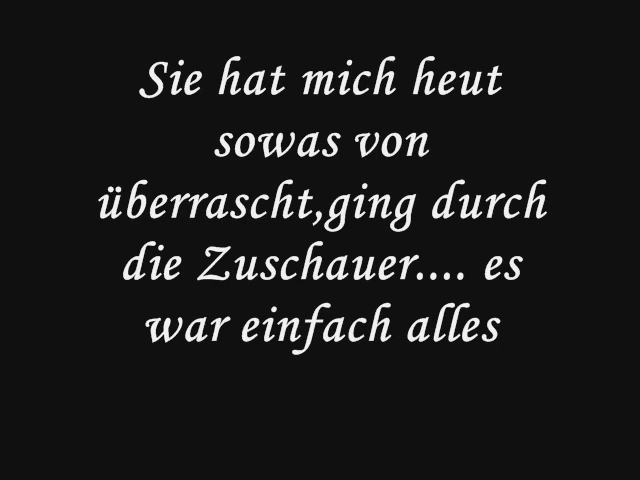 Sie hat mich heut
sowas von
überrascht,ging durch
die Zuschauer.... es
war einfach alles